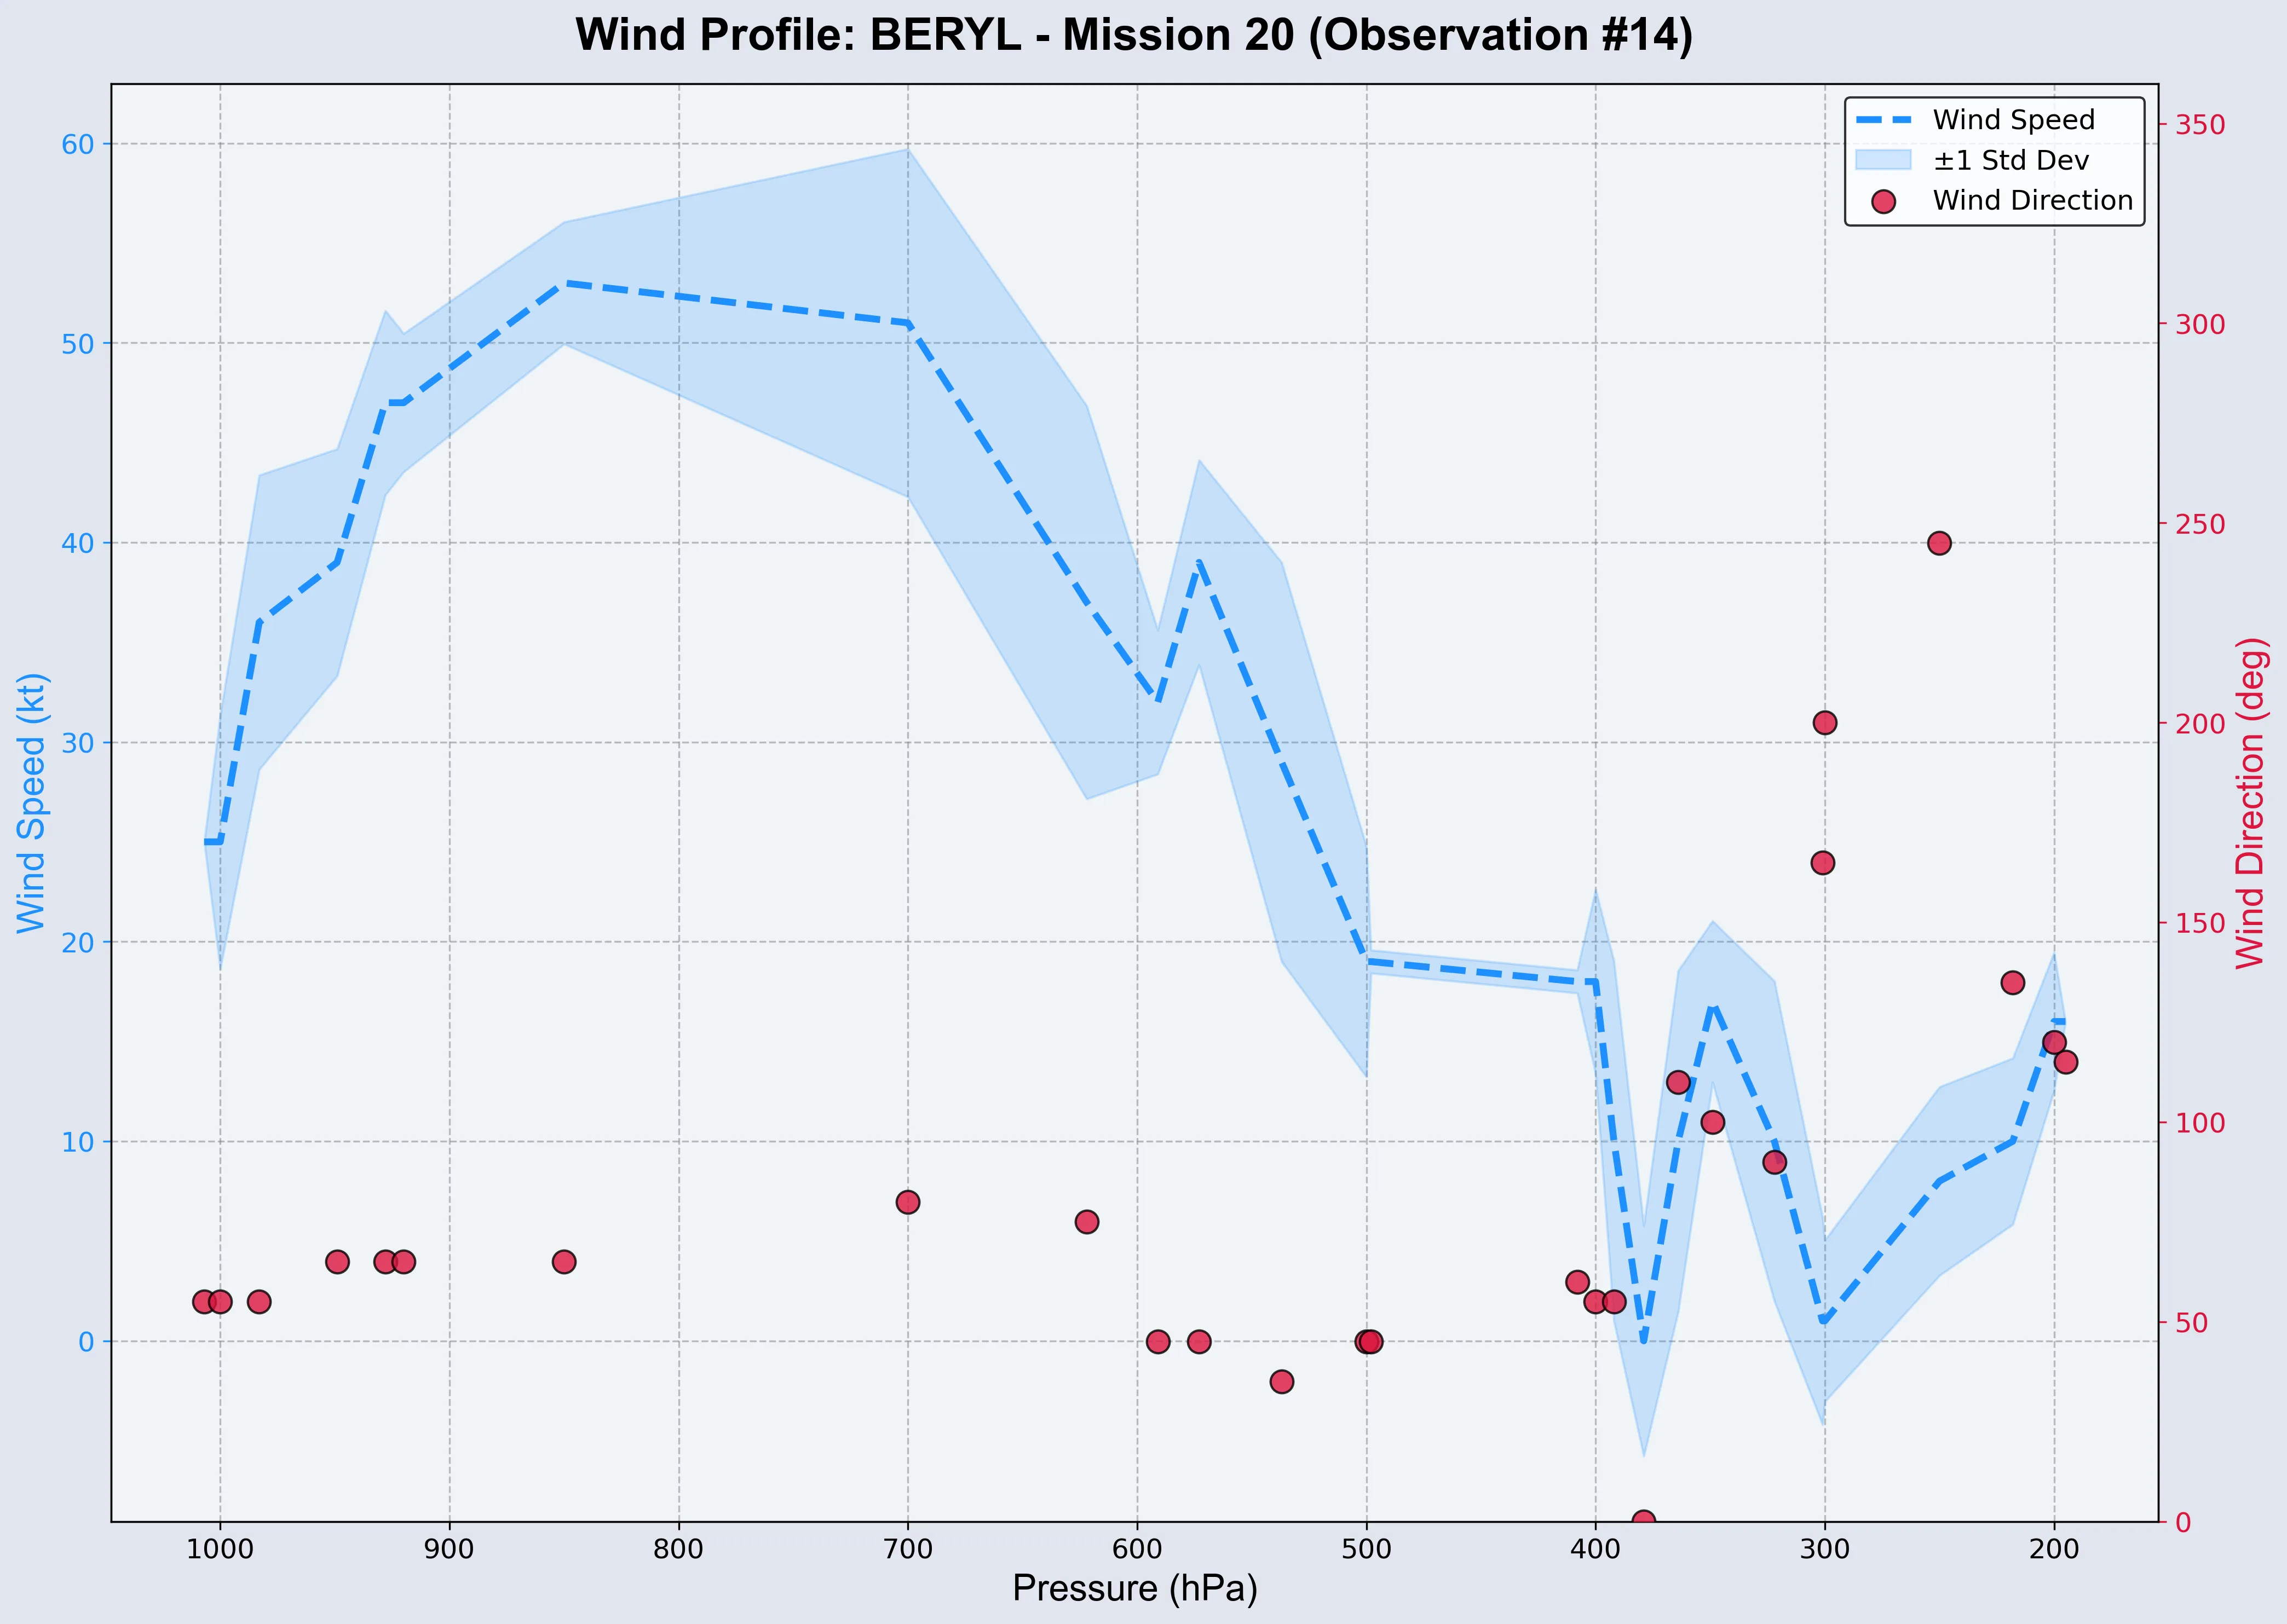 Wind Profile: BERYL - Mission 20 (Observation #14)
Wind Speed
±1 Std Dev
Wind Direction
60
50
40
30
20
10
0
Wind Speed (kt)
350
300
250
200
150
100
50
0
Wind Direction (deg)
1000 900 800 700 600 500 400 300 200
Pressure (hPa)